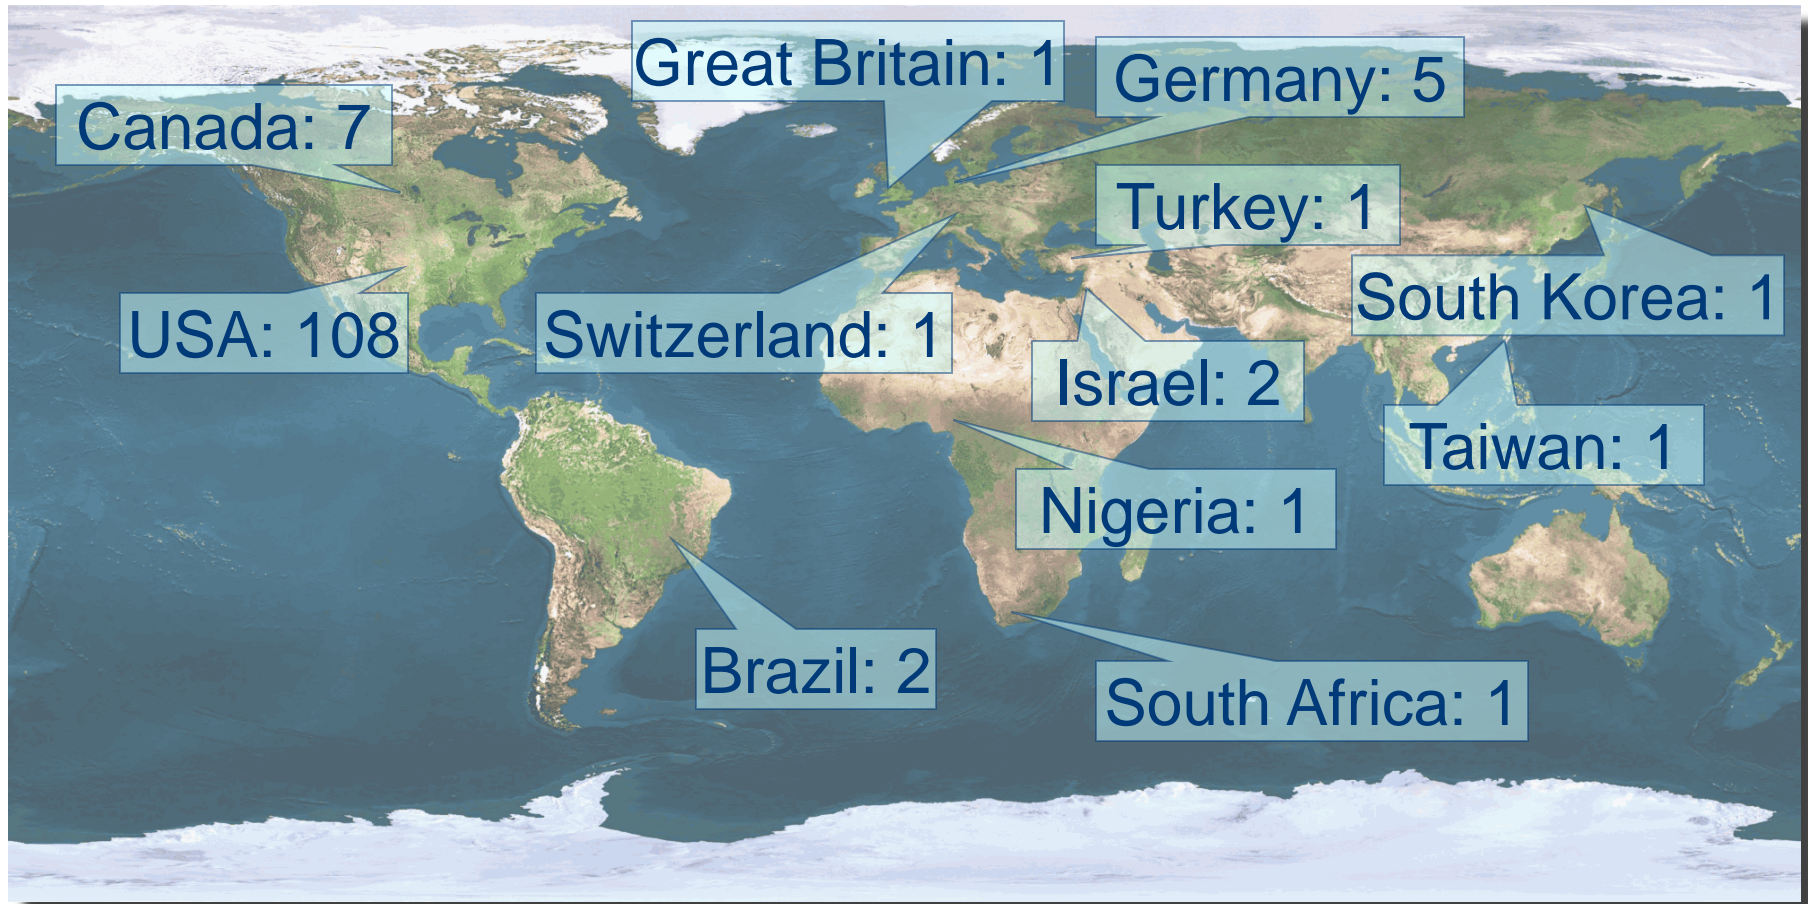 Great Britain: 1
Germany: 5
Canada: 7
Turkey: 1
South Korea: 1
USA: 108
Switzerland: 1
Israel: 2
Taiwan: 1
Nigeria: 1
Brazil: 2
South Africa: 1